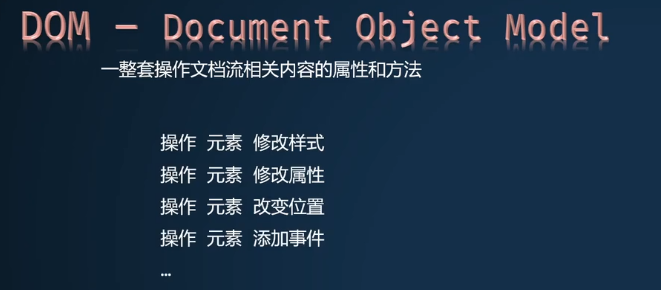 DOM — Document Object Model
一整套操作文档流相关内容的属性和方法
操作 元素 修改样式
操作 元素 修改属性
操作 元素 改变位置
操作 元素 添加事件
…